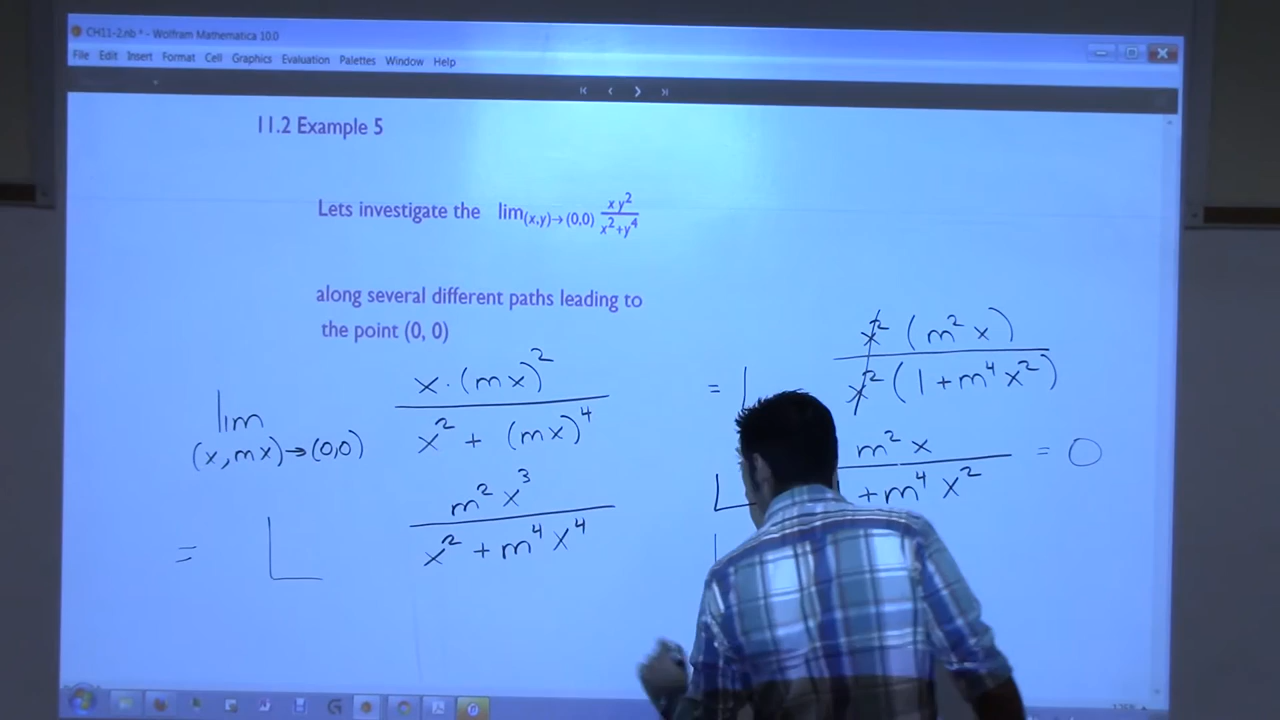 CH11-2.nb * - Wolfram Mathematica 10.0
File Edit Insert Format Cell Graphics Evaluation Palettes Window Help
11.2 Example 5
Lets investigate the lim(x,y)→(0,0) xy²/x²+y⁴
along several different paths leading to
the point (0, 0)
lim (x,mx)→(0,0) x·(mx)²/x² + (mx)⁴
= L m²x³/x² + m⁴x⁴
= x²(m²x)/x²(1+m⁴x²)
L m²x/+m⁴x² = 0